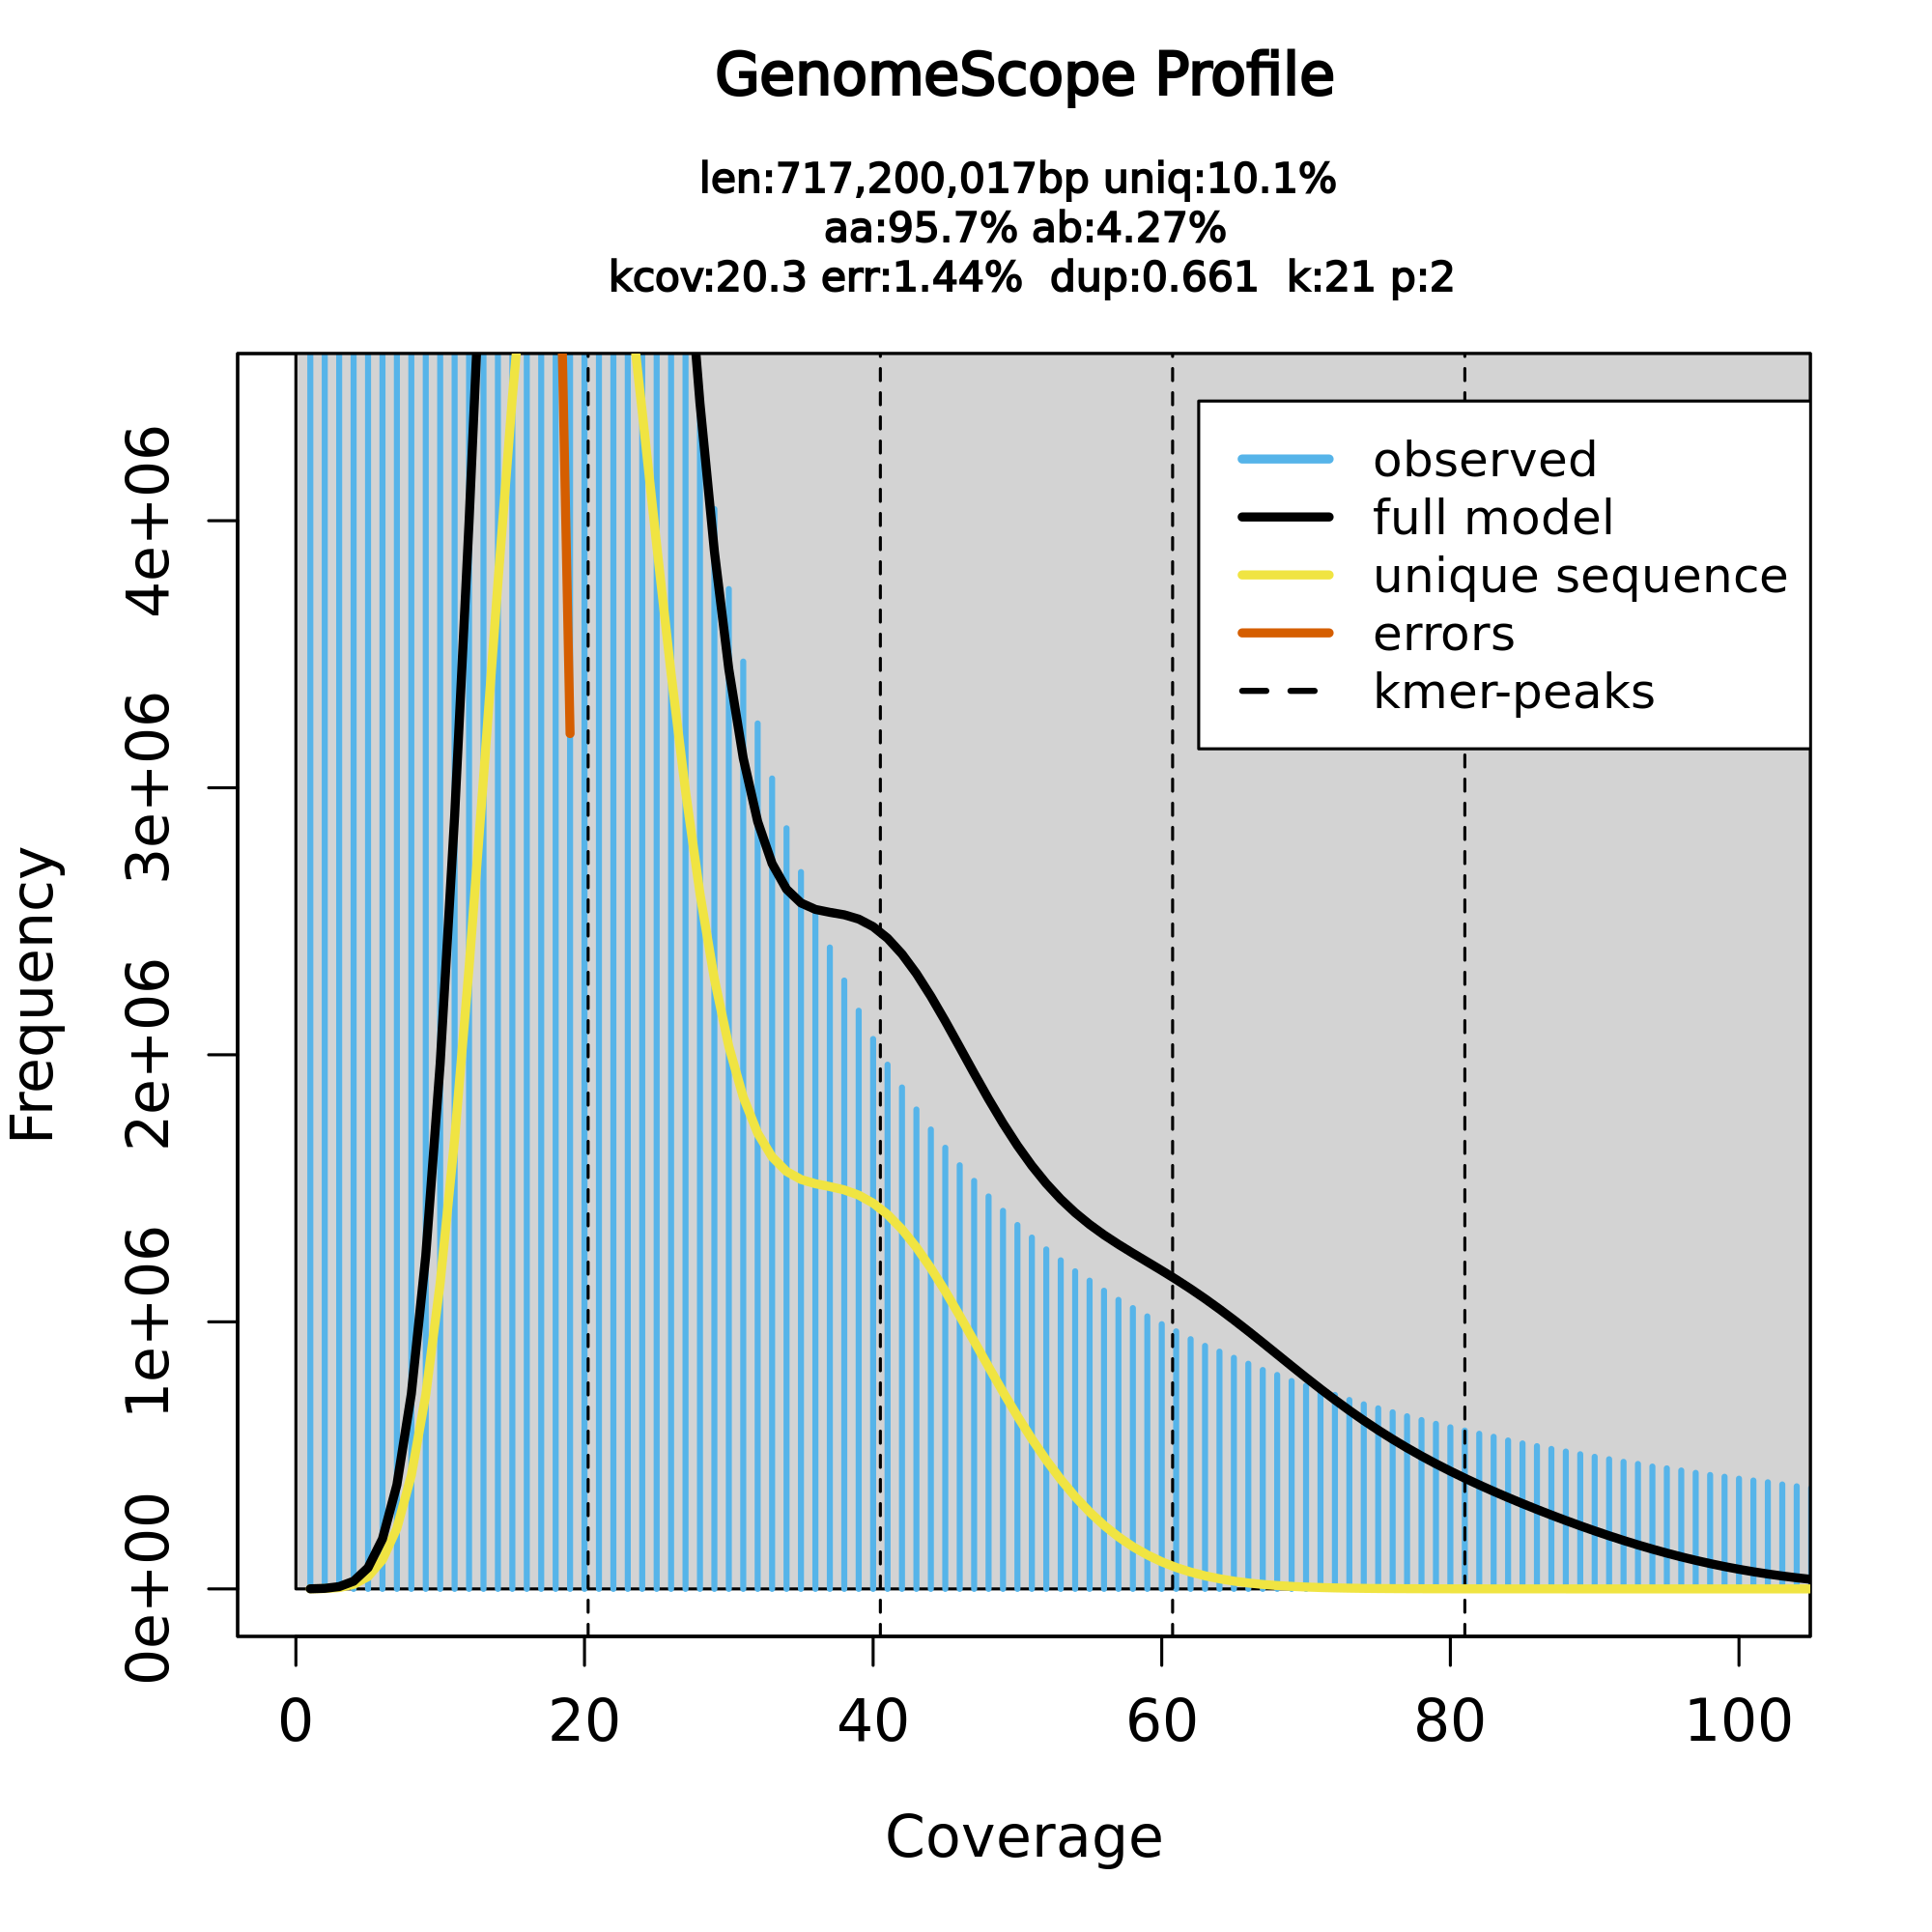 GenomeScope Profile
len:717,200,017bp uniq:10.1%
aa:95.7% ab:4.27%
kcov:20.3 err:1.44%  dup:0.661  k:21 p:2
observed
full model
unique sequence
errors
kmer-peaks
Frequency
4e+06
3e+06
2e+06
1e+06
0e+00
0 20 40 60 80 100
Coverage